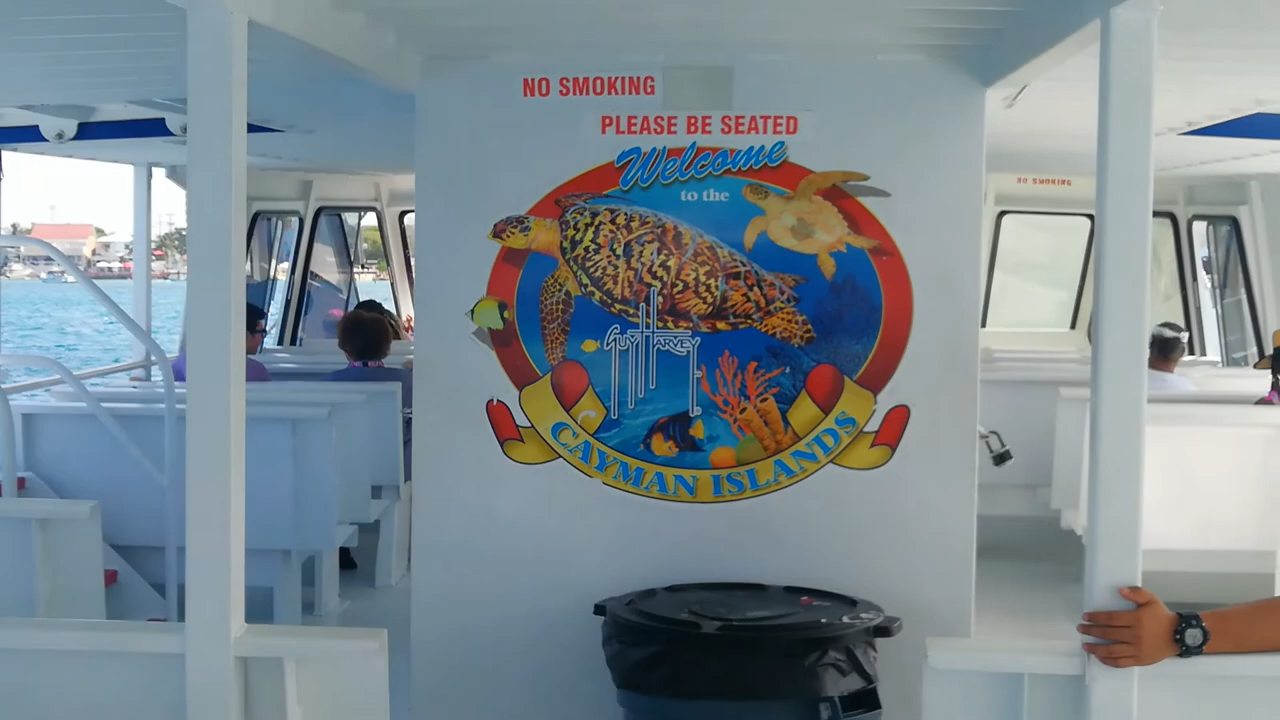 NO SMOKING
PLEASE BE SEATED
Welcome
to the
NO SMOKING
GUY HARVEY
CAYMAN ISLANDS